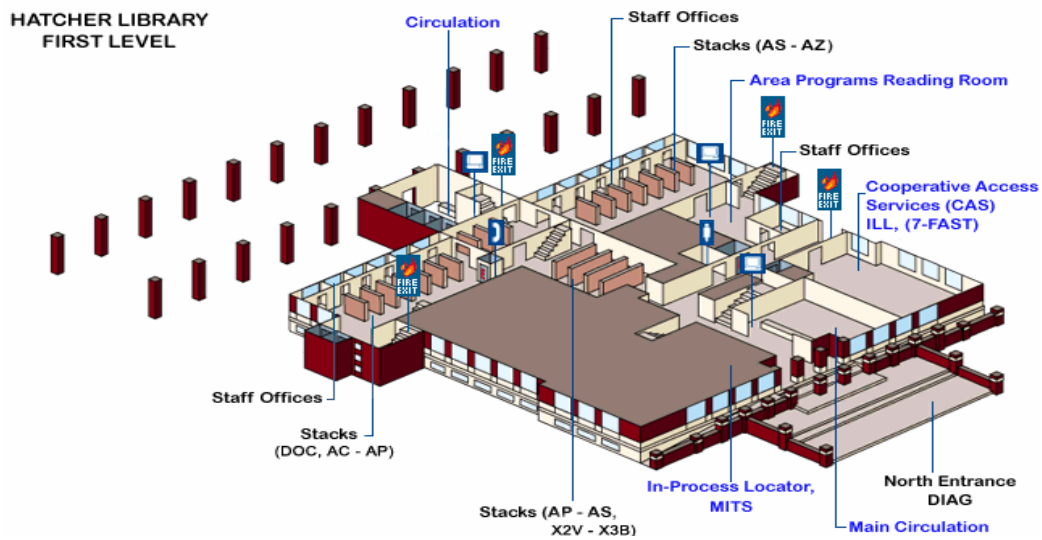 HATCHER LIBRARY
FIRST LEVEL
Circulation
Staff Offices
Stacks (AS - AZ)
Area Programs Reading Room
FIRE
EXIT
FIRE
EXIT
Staff Offices
FIRE
EXIT
Cooperative Access
Services (CAS)
ILL, (7-FAST)
FIRE
EXIT
Staff Offices
Stacks
(DOC, AC - AP)
Stacks (AP - AS,
X2V - X3B)
In-Process Locator,
MITS
North Entrance
DIAG
Main Circulation